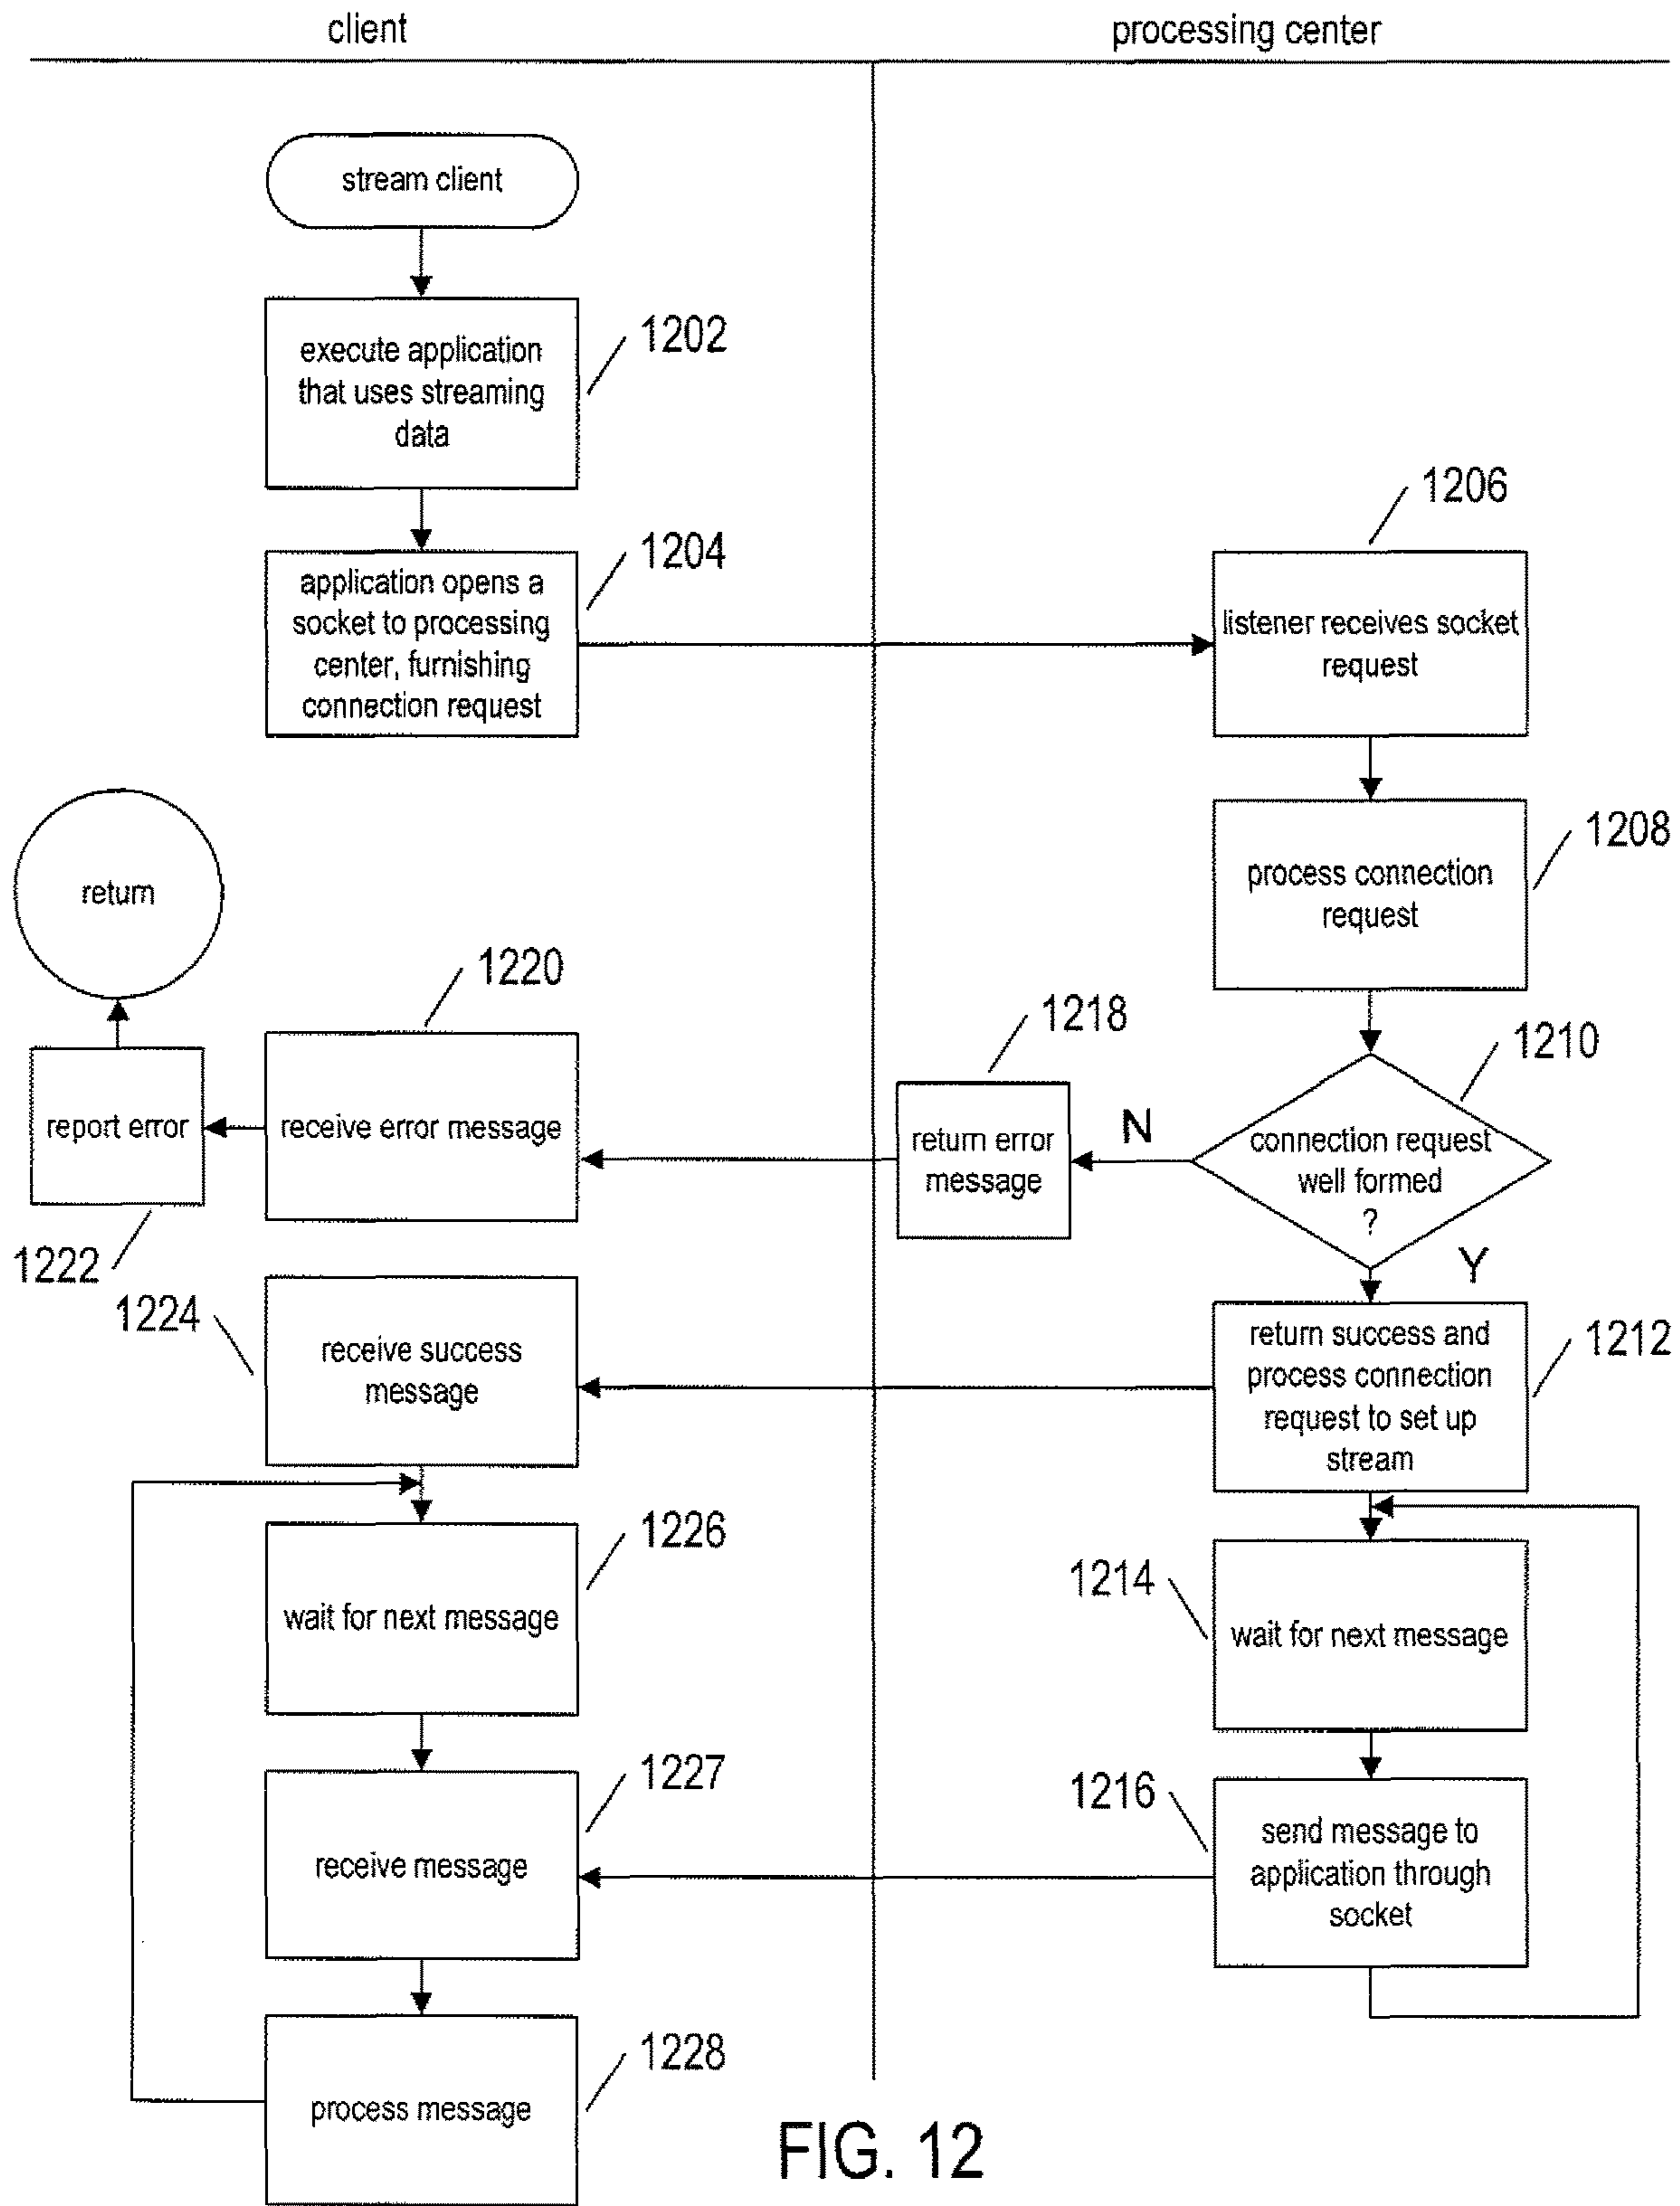 client
processing center
stream client
execute application
that uses streaming
data
1202
application opens a
socket to processing
center, furnishing
connection request
1204
1206
listener receives socket
request
1208
process connection
request
return
1220
1218
1210
report error
receive error message
return error
message
N
connection request
well formed
?
1222
Y
1224
receive success
message
return success and
process connection
request to set up
stream
1212
1226
wait for next message
1214
wait for next message
1227
receive message
1216
send message to
application through
socket
1228
process message
FIG. 12